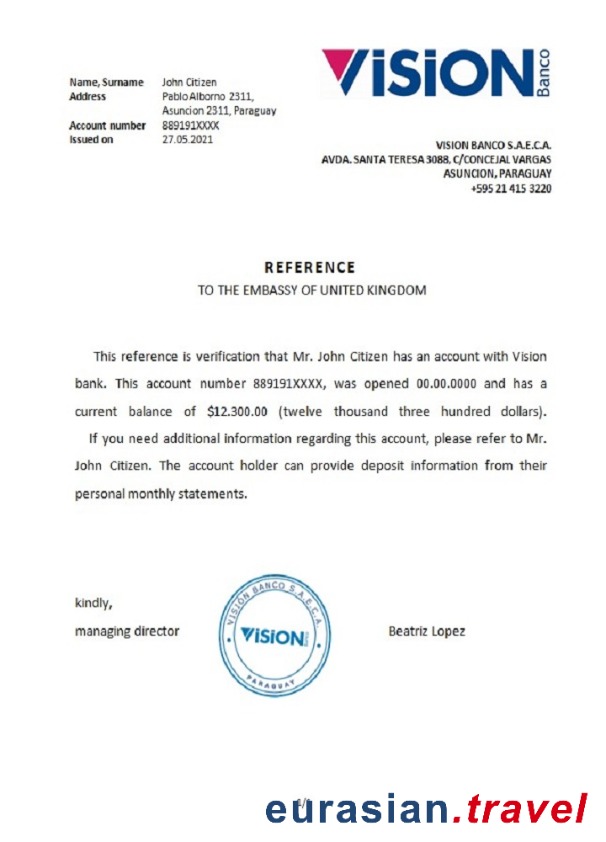 Name, Surname John Citizen
Address Pablo Alborno 2311,
Asuncion 2311, Paraguay
Account number 889191XXXX
Issued on 27.05.2021
VISION Banco
VISION BANCO S.A.E.C.A.
AVDA. SANTA TERESA 3088, C/CONCEJAL VARGAS
ASUNCION, PARAGUAY
+595 21 415 3220
REFERENCE
TO THE EMBASSY OF UNITED KINGDOM
This reference is verification that Mr. John Citizen has an account with Vision
bank. This account number 889191XXXX, was opened 00.00.0000 and has a
current balance of $12.300.00 (twelve thousand three hundred dollars).
If you need additional information regarding this account, please refer to Mr.
John Citizen. The account holder can provide deposit information from their
personal monthly statements.
kindly,
managing director
VISIÓN BANCO S.A.E.C.A.
VISION Banco
PARAGUAY
Beatriz Lopez
eurasian.travel